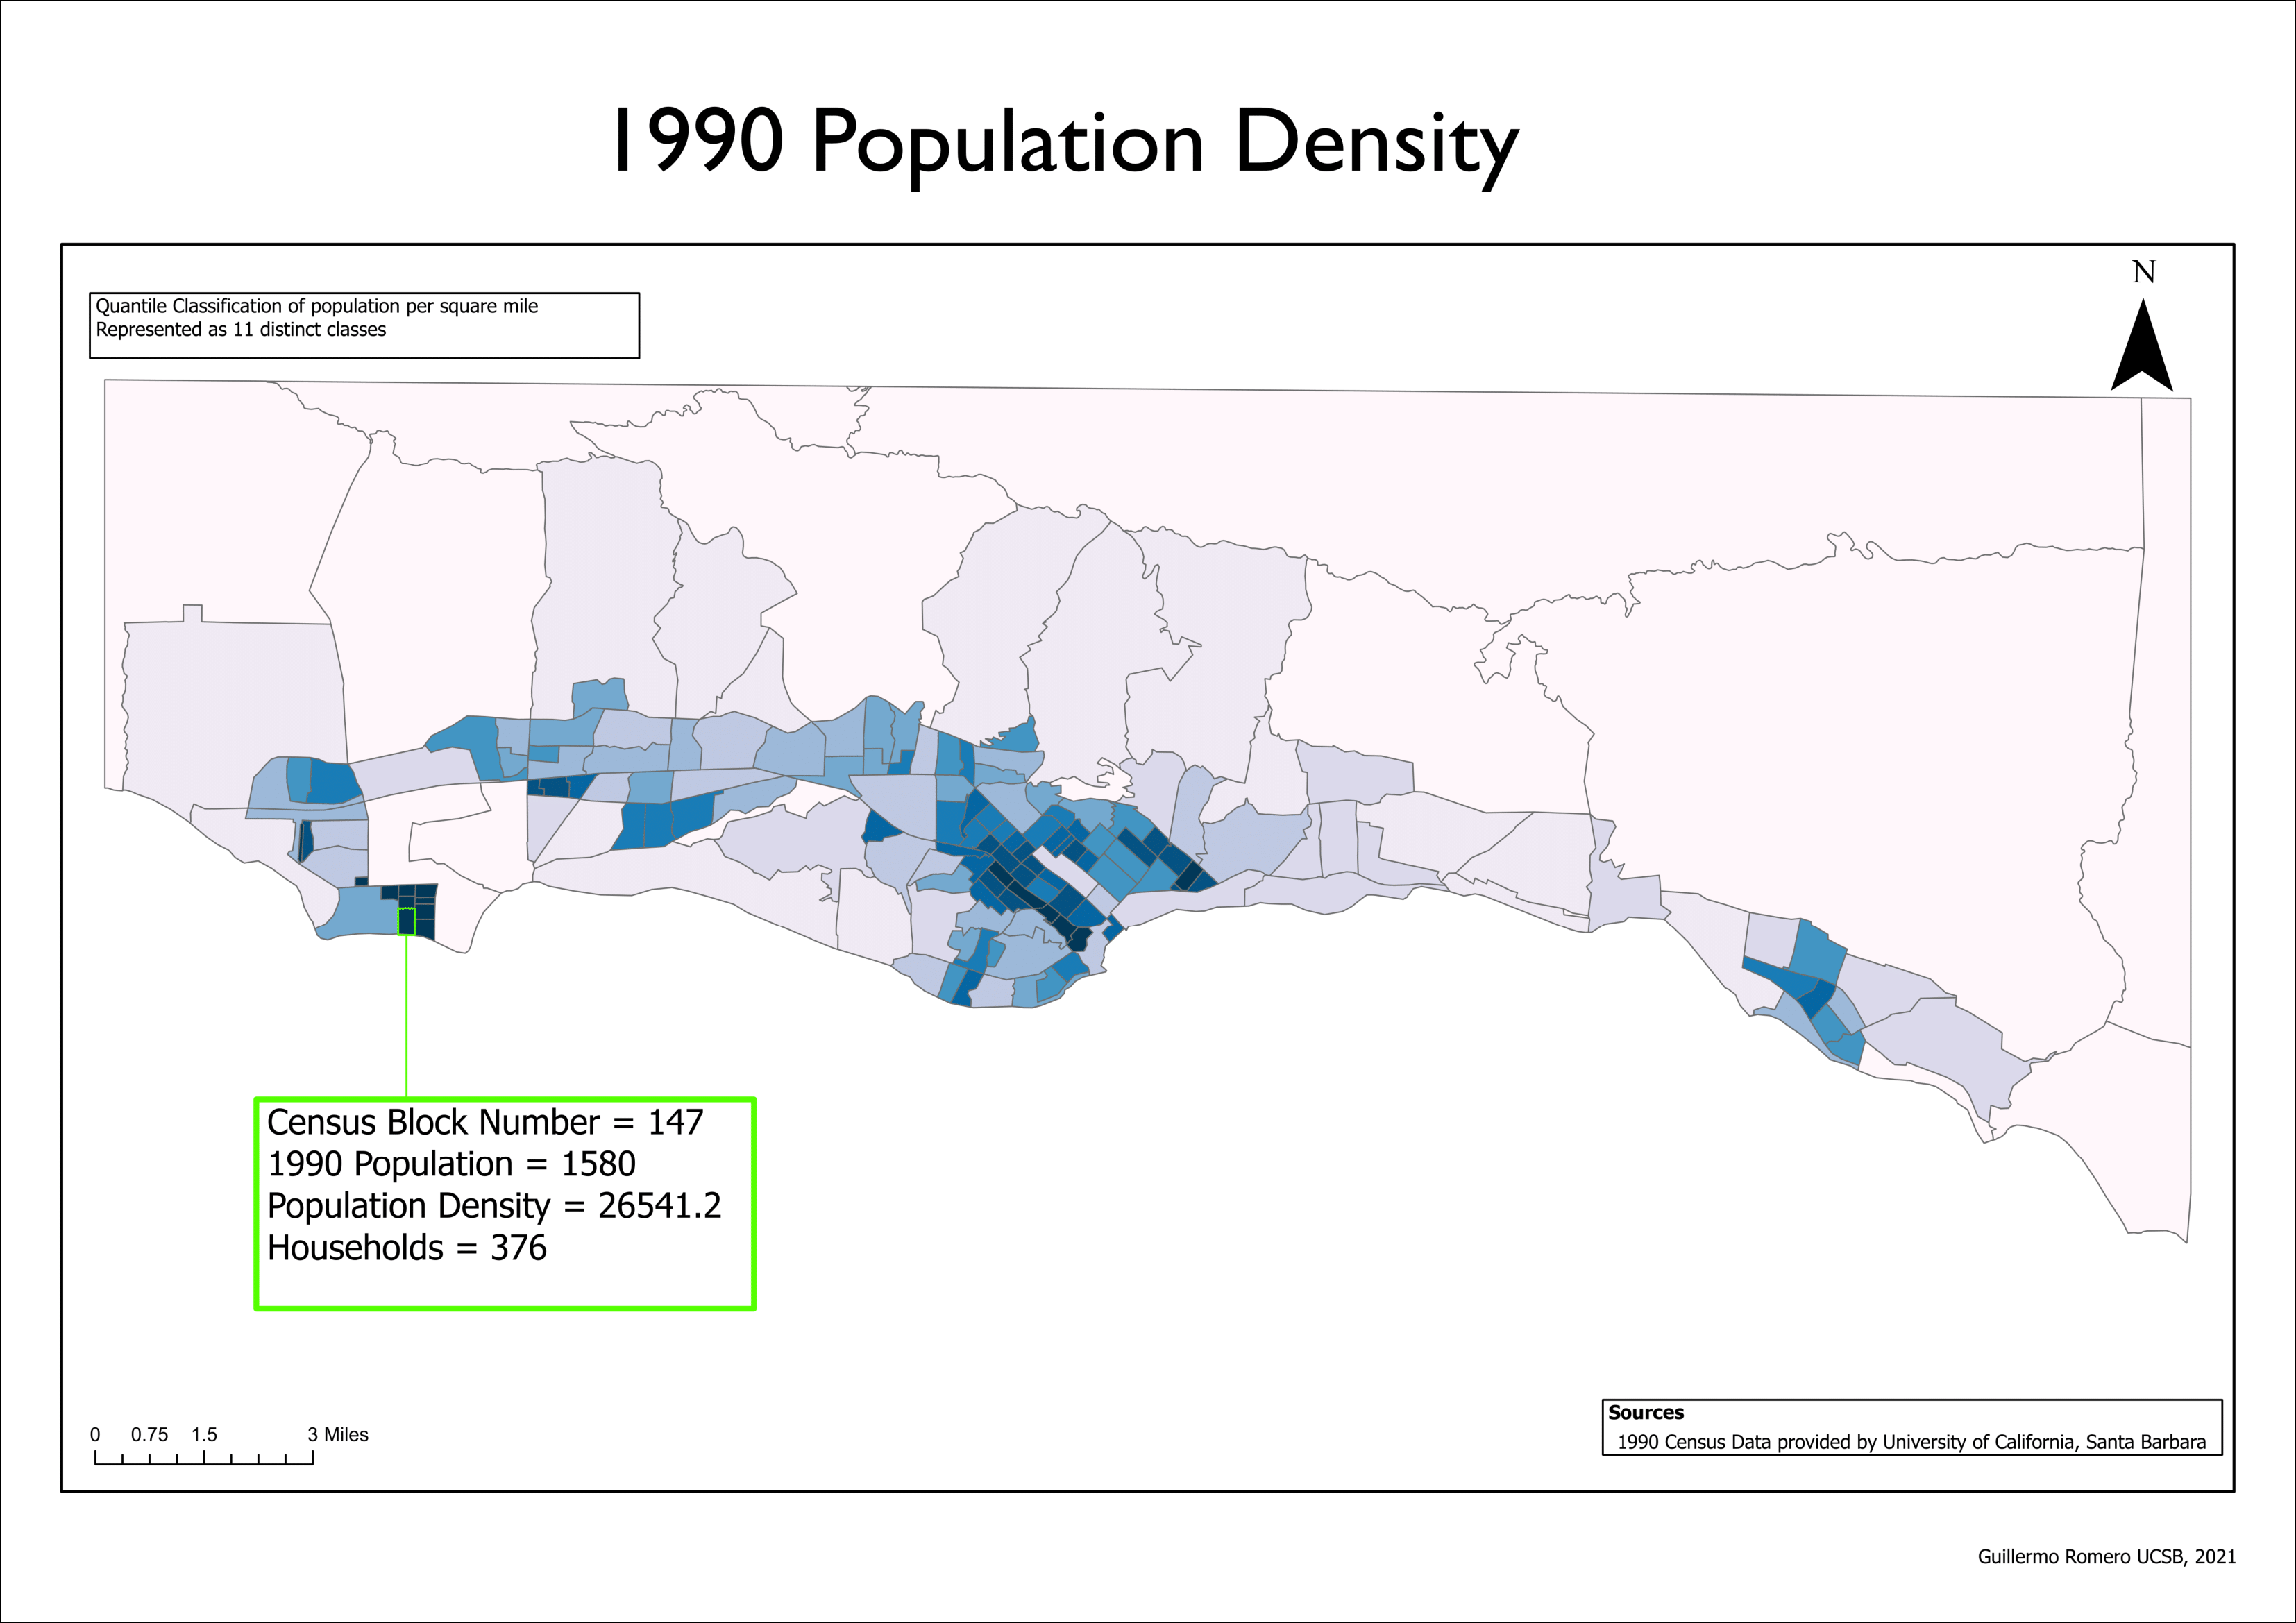 1990 Population Density
N
Quantile Classification of population per square mile
Represented as 11 distinct classes
Census Block Number = 147
1990 Population = 1580
Population Density = 26541.2
Households = 376
0 0.75 1.5 3 Miles
Sources
1990 Census Data provided by University of California, Santa Barbara
Guillermo Romero UCSB, 2021